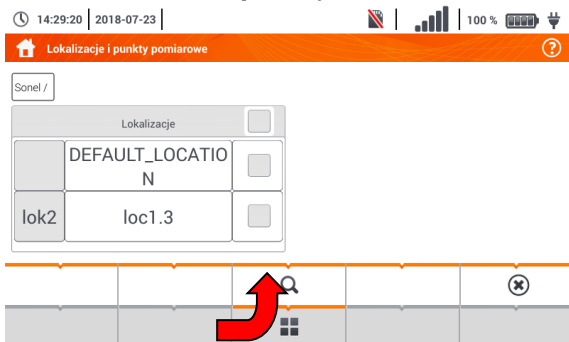 14:29:20 2018-07-23 100 %
Lokalizacje i punkty pomiarowe ?
Sonel /
Lokalizacje
DEFAULT_LOCATIO
N
lok2 loc1.3